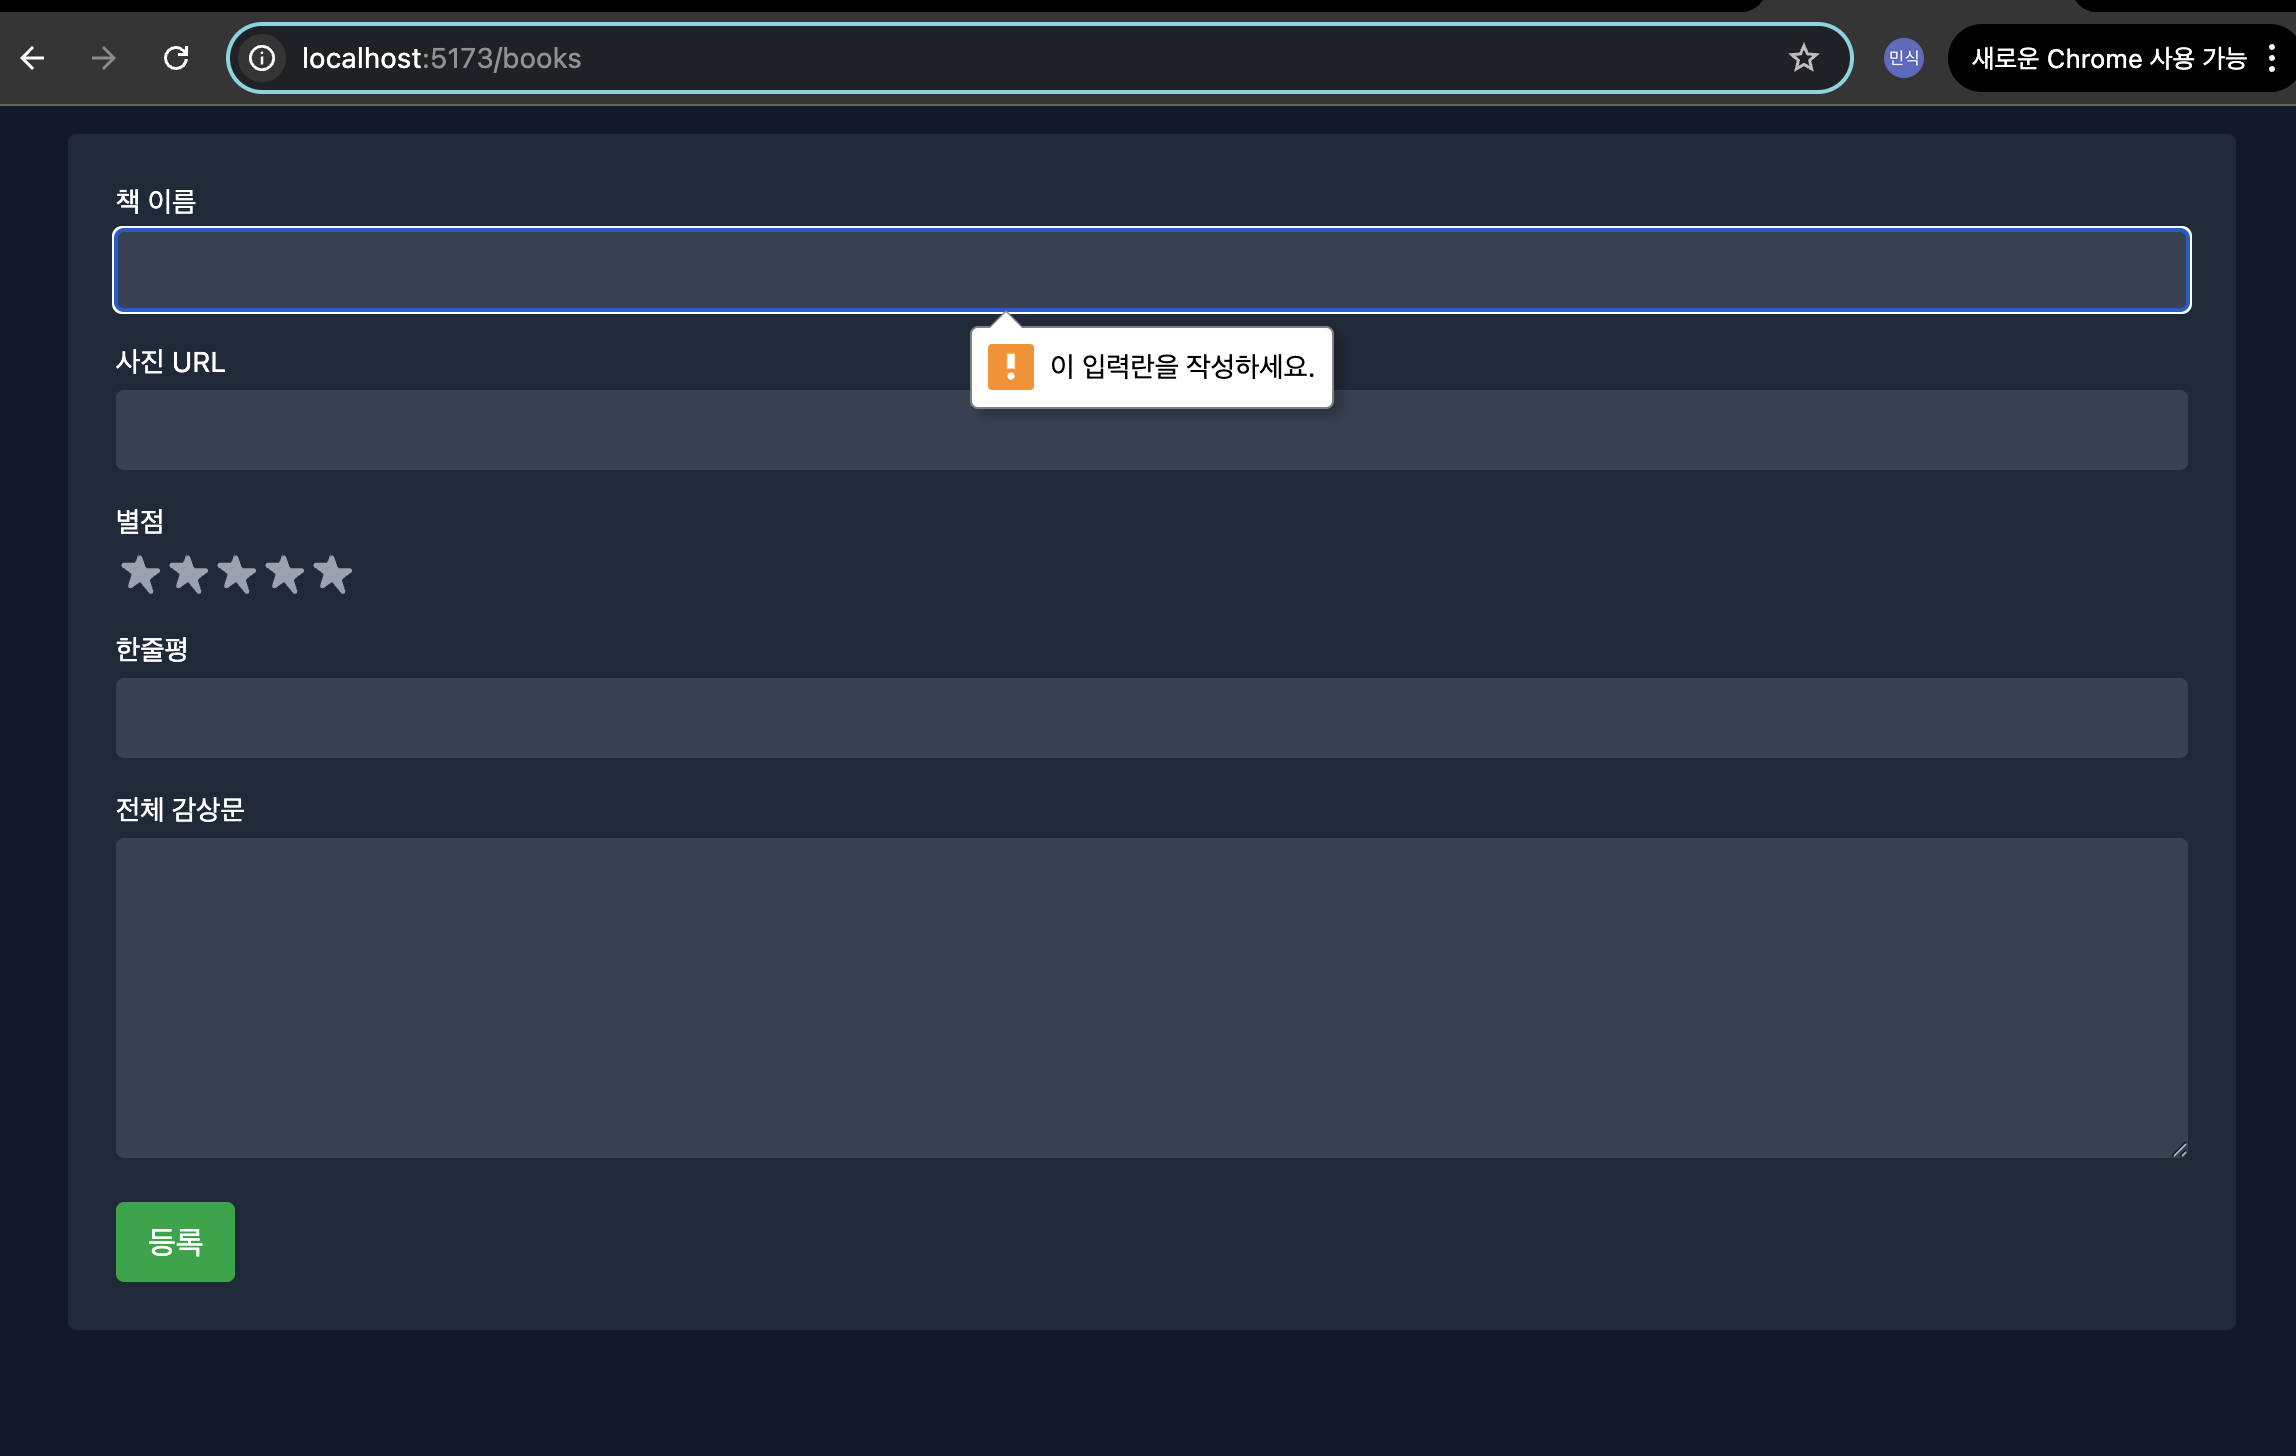 localhost:5173/books
민식
새로운 Chrome 사용 가능
책 이름
이 입력란을 작성하세요.
사진 URL
별점
한줄평
전체 감상문
등록